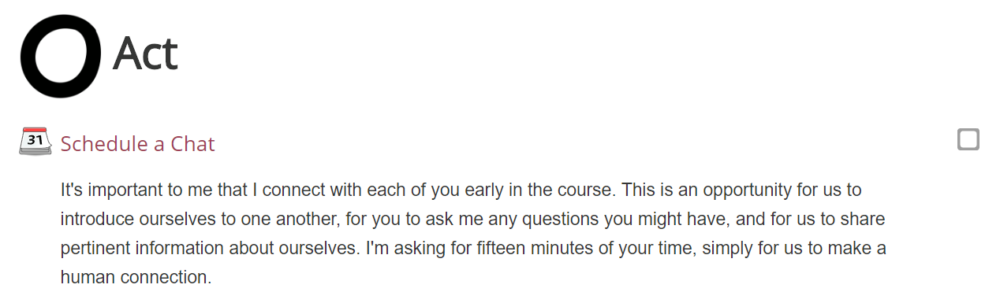 Act
31
Schedule a Chat
It's important to me that I connect with each of you early in the course. This is an opportunity for us to
introduce ourselves to one another, for you to ask me any questions you might have, and for us to share
pertinent information about ourselves. I'm asking for fifteen minutes of your time, simply for us to make a
human connection.